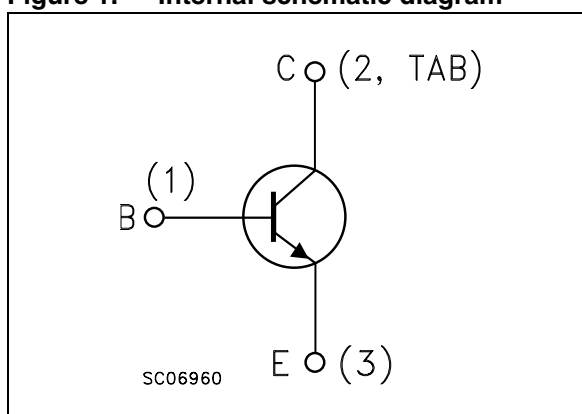 Figure 1. Internal schematic diagram
C (2, TAB)
(1)
B
E (3)
SC06960